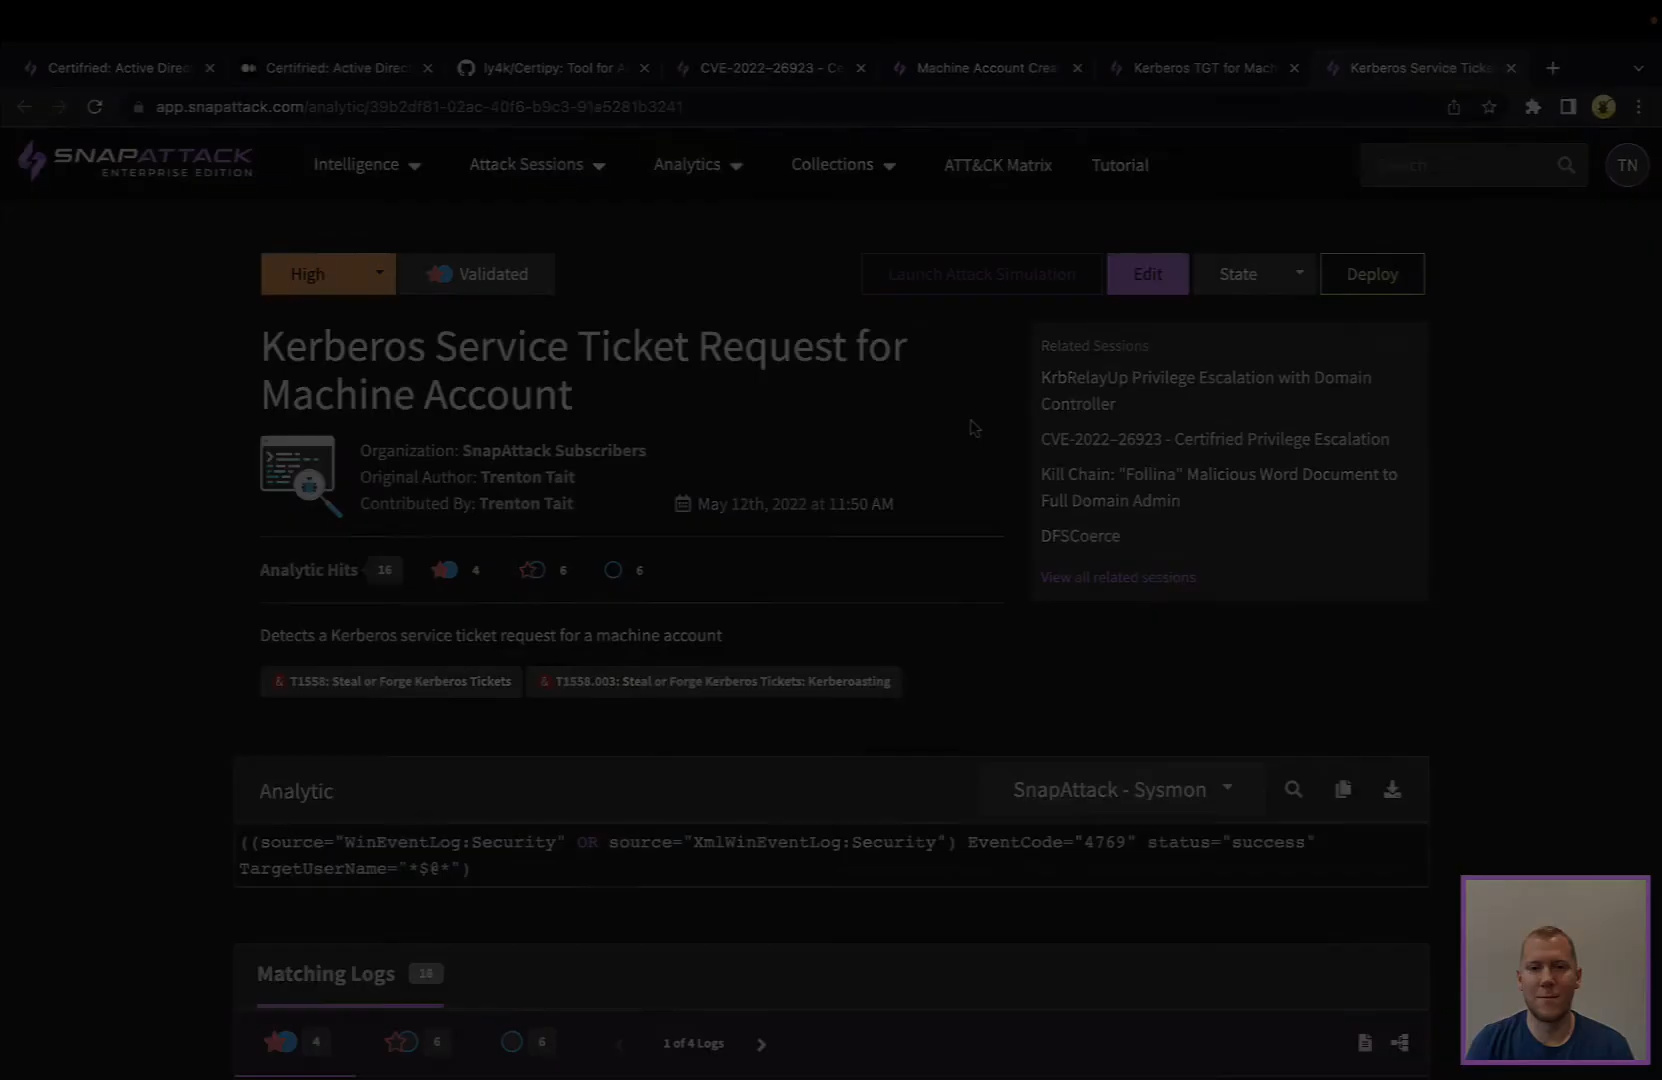 Certifried: Active Direc
Certifried: Active Direct
ly4k/Certipy: Tool for A
CVE-2022–26923 - Ce
Machine Account Crea
Kerberos TGT for Mach
Kerberos Service Ticke
app.snapattack.com/analytic/39b2df81-02ac-40f6-b9c3-91e5281b3241
SNAPATTACK
ENTERPRISE EDITION
Intelligence
Attack Sessions
Analytics
Collections
ATT&CK Matrix
Tutorial
Search
TN
High
Validated
Launch Attack Simulation
Edit
State
Deploy
Kerberos Service Ticket Request for
Machine Account
Organization: SnapAttack Subscribers
Original Author: Trenton Tait
Contributed By: Trenton Tait
May 12th, 2022 at 11:50 AM
Related Sessions
KrbRelayUp Privilege Escalation with Domain
Controller
CVE-2022–26923 - Certifried Privilege Escalation
Kill Chain: "Follina" Malicious Word Document to
Full Domain Admin
DFSCoerce
View all related sessions
Analytic Hits 16 4 6 6
Detects a Kerberos service ticket request for a machine account
T1558: Steal or Forge Kerberos Tickets
T1558.003: Steal or Forge Kerberos Tickets: Kerberoasting
Analytic
SnapAttack - Sysmon
((source="WinEventLog:Security" OR source="XmlWinEventLog:Security") EventCode="4769" status="success"
TargetUserName="*$@*")
Matching Logs 16
4 6 6 1 of 4 Logs